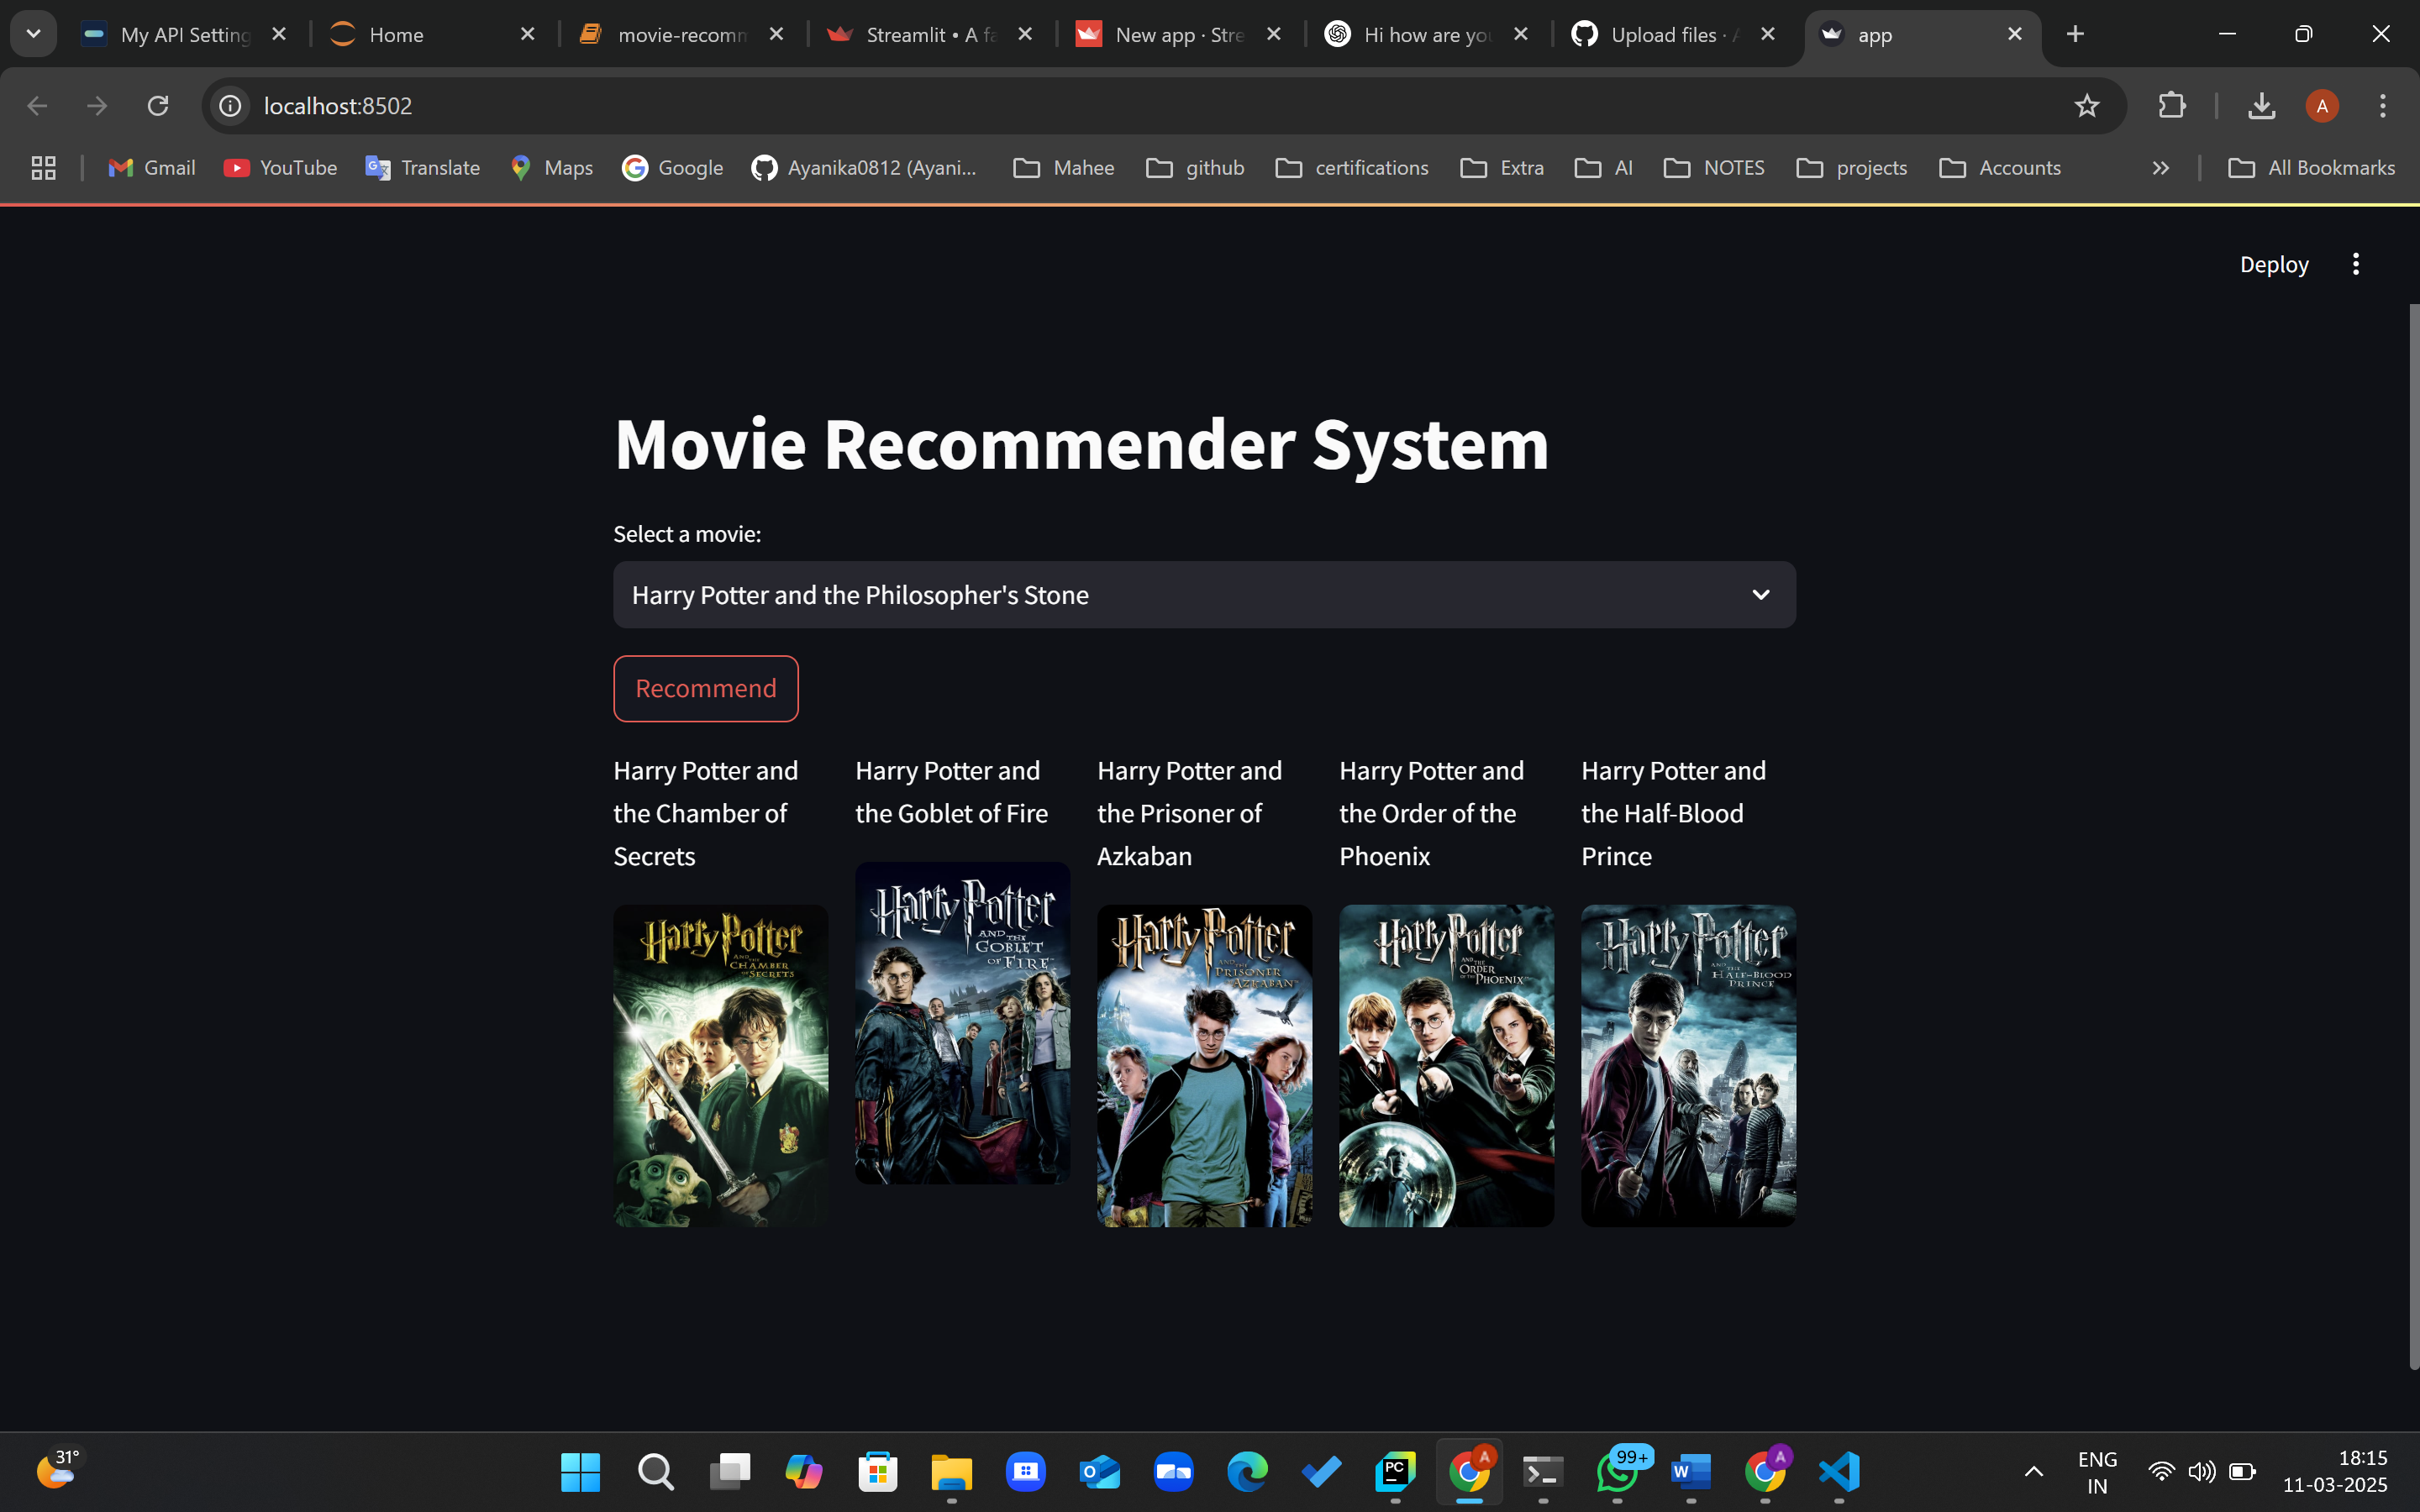 My API Setting
Home
movie-recomm
Streamlit • A fa
New app · Stre
Hi how are you
Upload files · A
app
localhost:8502
A
Gmail
YouTube
Translate
Maps
Google
Ayanika0812 (Ayani...
Mahee
github
certifications
Extra
AI
NOTES
projects
Accounts
All Bookmarks
Deploy
Movie Recommender System
Select a movie:
Harry Potter and the Philosopher's Stone
Recommend
Harry Potter and
the Chamber of
Secrets
Harry Potter and
the Goblet of Fire
Harry Potter and
the Prisoner of
Azkaban
Harry Potter and
the Order of the
Phoenix
Harry Potter and
the Half-Blood
Prince
Harry Potter
AND THE
CHAMBER
OF SECRETS
Harry Potter
AND THE
GOBLET
OF FIRE
Harry Potter
AND THE
PRISONER
OF AZKABAN
Harry Potter
AND THE
ORDER
OF THE PHOENIX
Harry Potter
AND THE
HALF-BLOOD
PRINCE
31°
PC
A
99+
W
A
ENG
IN
18:15
11-03-2025